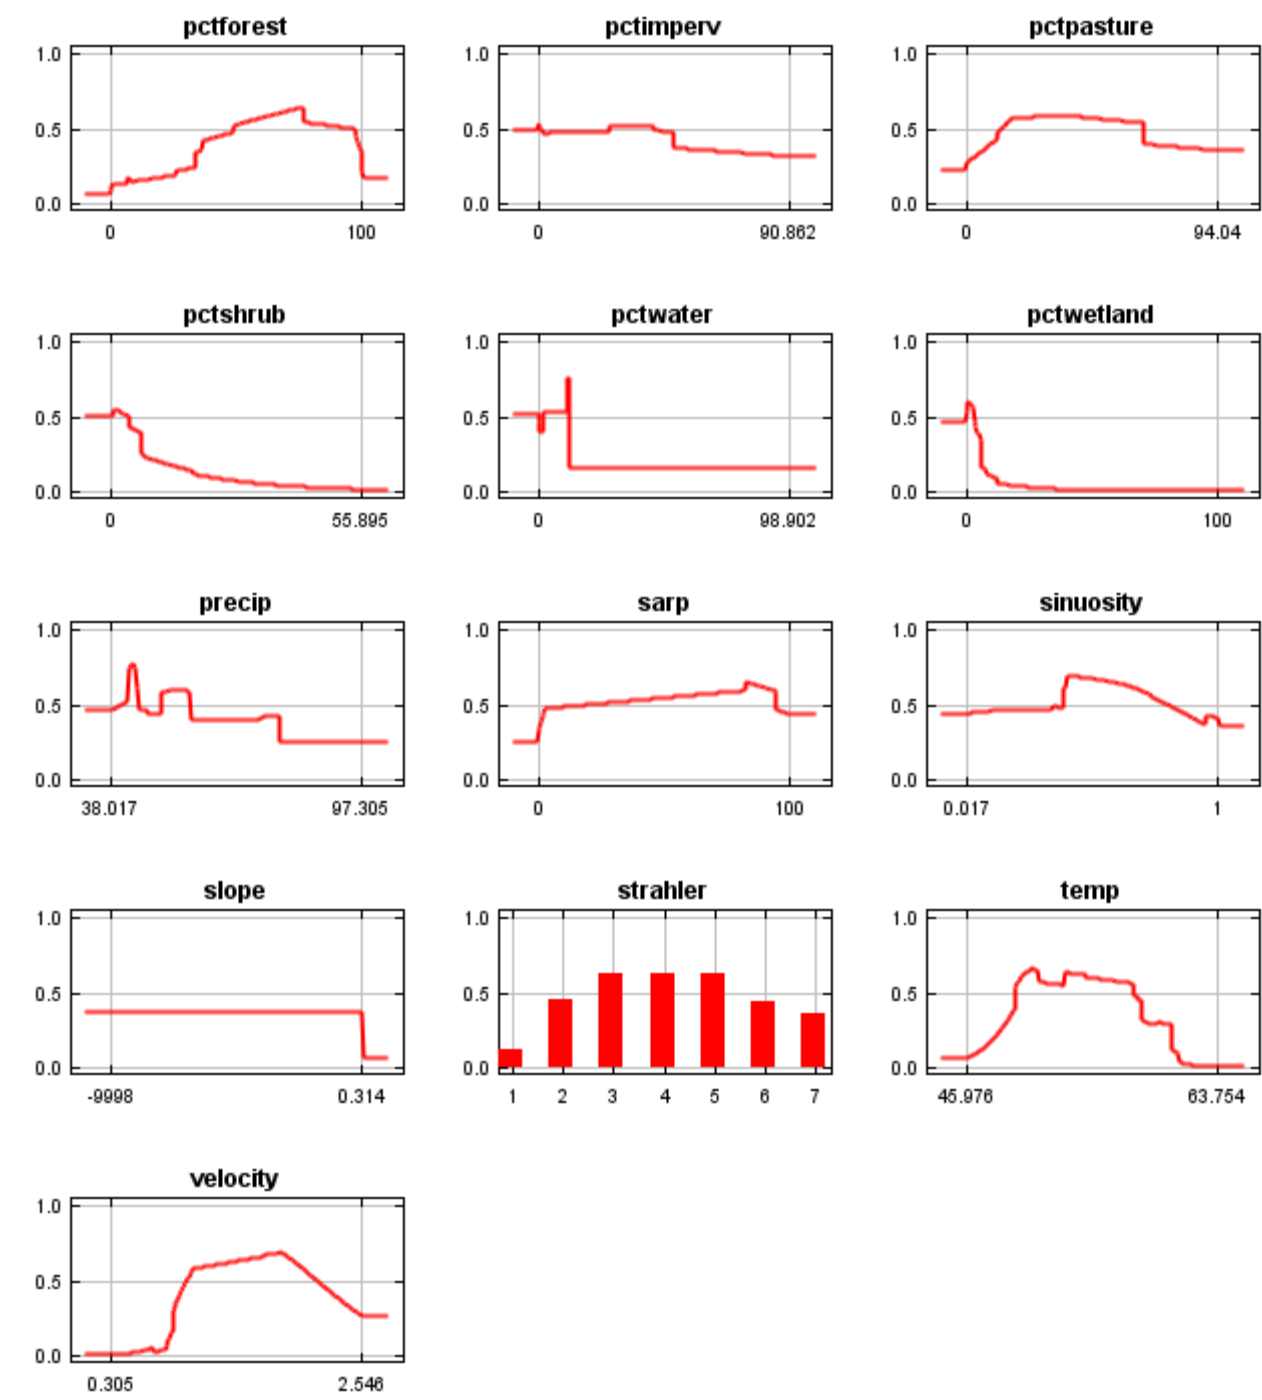 pctforest pctimperv pctpasture
1.0 1.0 1.0
0.5 0.5 0.5
0.0 0.0 0.0
0 100 0 90.862 0 94.04
pctshrub pctwater pctwetland
1.0 1.0 1.0
0.5 0.5 0.5
0.0 0.0 0.0
0 55.895 0 98.902 0 100
precip sarp sinuosity
1.0 1.0 1.0
0.5 0.5 0.5
0.0 0.0 0.0
38.017 97.305 0 100 0.017 1
slope strahler temp
1.0 1.0 1.0
0.5 0.5 0.5
0.0 0.0 0.0
-9998 0.314 1 2 3 4 5 6 7 45.976 63.754
velocity
1.0
0.5
0.0
0.305 2.546